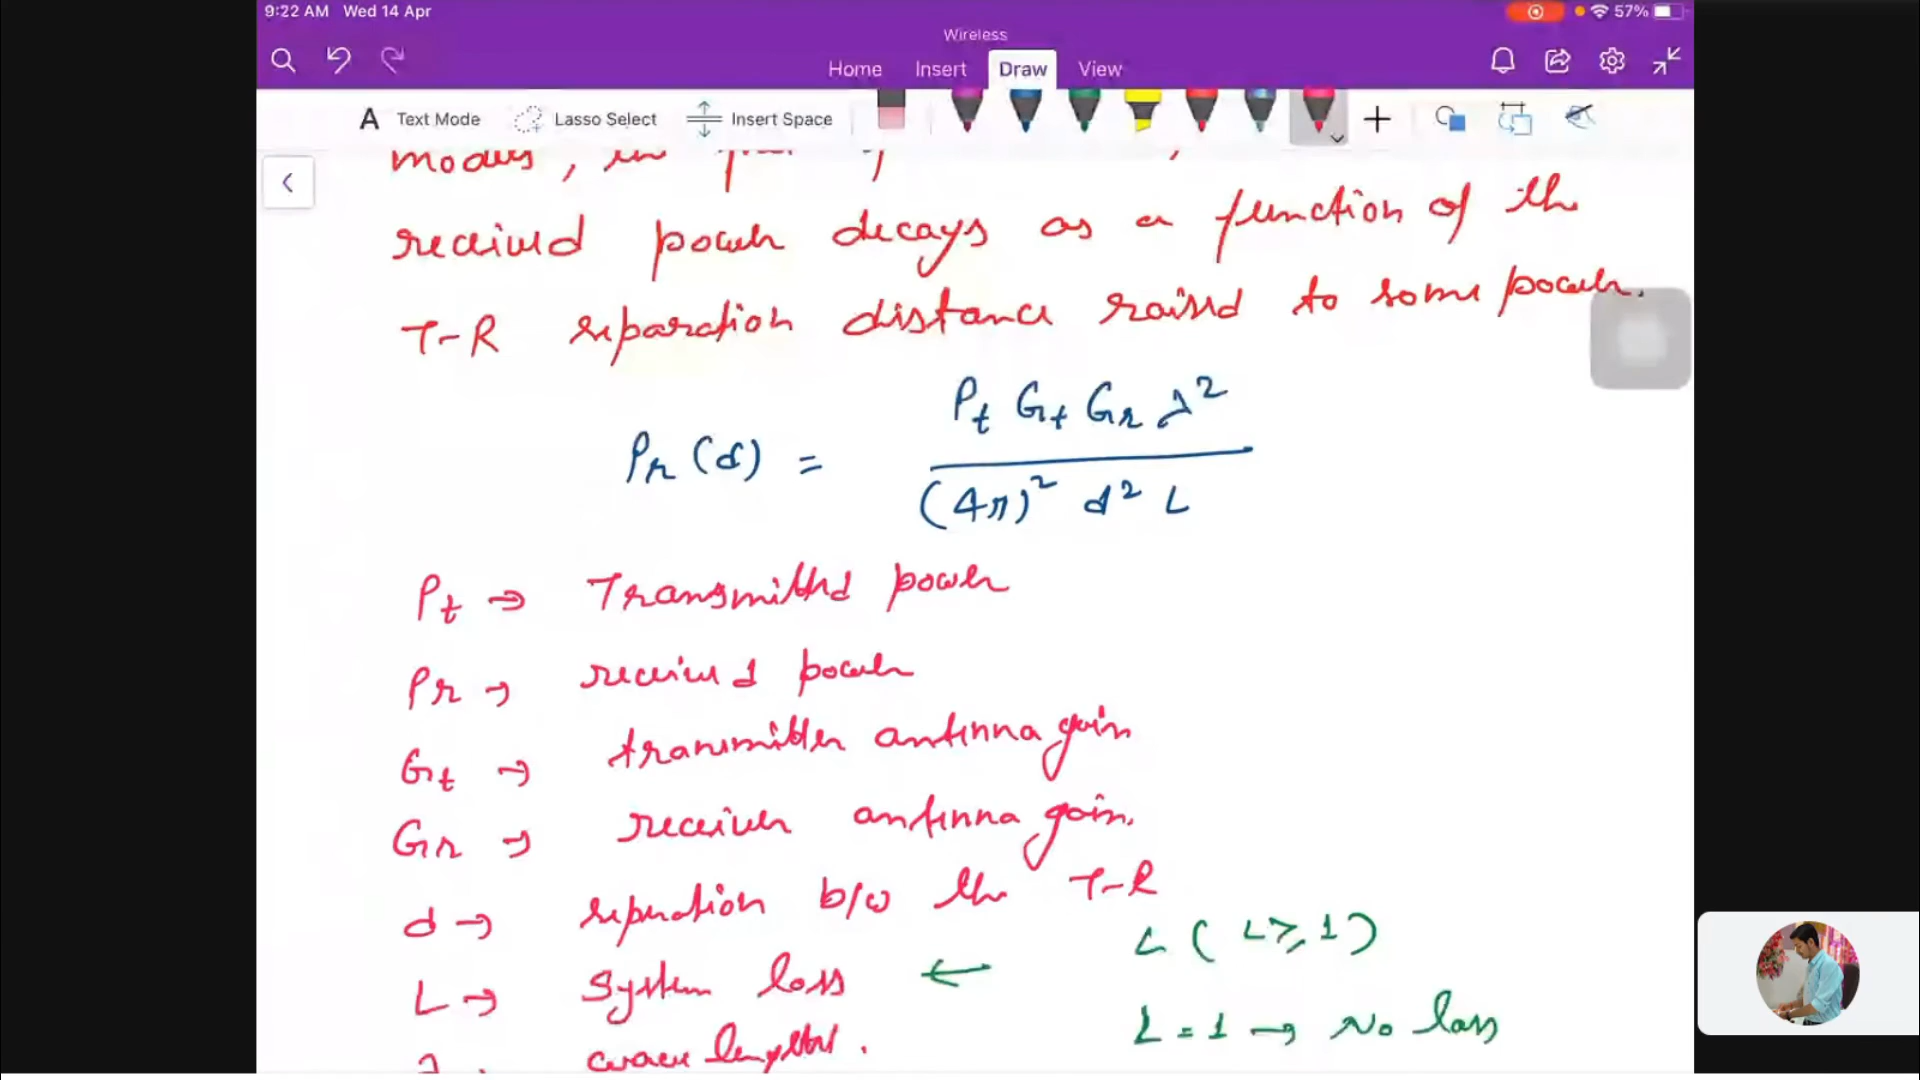 9:22 AM Wed 14 Apr
57%
Wireless
Home Insert Draw View
A Text Mode Lasso Select Insert Space
models, in
received power decays as a function of the
T-R separation distance raised to some power.
Pr(d) = Pt Gt Gr λ² / (4π)² d² L
Pt → Transmitted power
Pr → received power
Gt → transmitter antenna gain
Gr → receiver antenna gain.
d → separation b/w the T-R
L (L ≥ 1)
L → System loss ←
L = 1 → No loss
λ wave length.